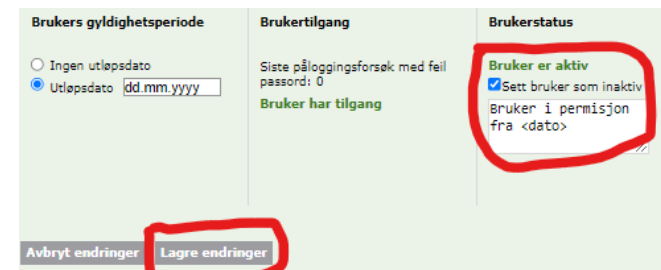 Brukers gyldighetsperiode
Ingen utløpsdato
Utløpsdato dd.mm.yyyy
Brukertilgang
Siste påloggingsforsøk med feil
passord: 0
Bruker har tilgang
Brukerstatus
Bruker er aktiv
Sett bruker som inaktiv
Bruker i permisjon
fra <dato>
Avbryt endringer
Lagre endringer